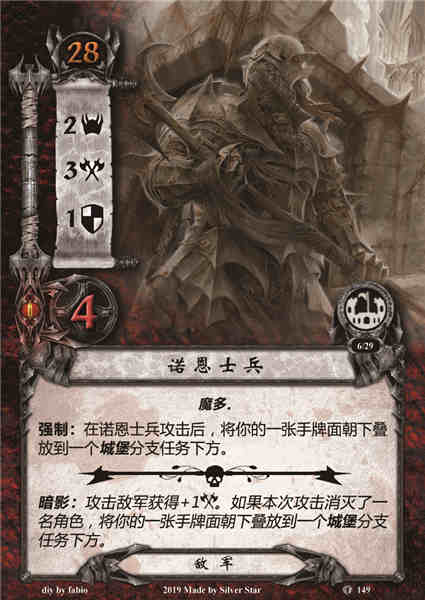 28
2
3
1
4
6/29
诺恩士兵
魔多.
强制：在诺恩士兵攻击后，将你的一张手牌面朝下叠
放到一个城堡分支任务下方。
暗影：攻击敌军获得+1。如果本次攻击消灭了一
名角色，将你的一张手牌面朝下叠放到一个城堡分支
任务下方。
敌军
diy by fabio 2019 Made by Silver Star 149